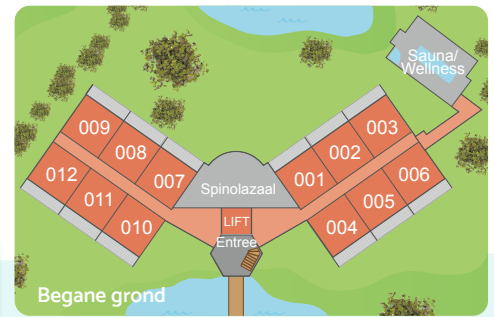 Sauna/
Wellness
009
008
007
012
011
010
Spinolazaal
003
002
001
006
005
004
LIFT
Entree
Begane grond